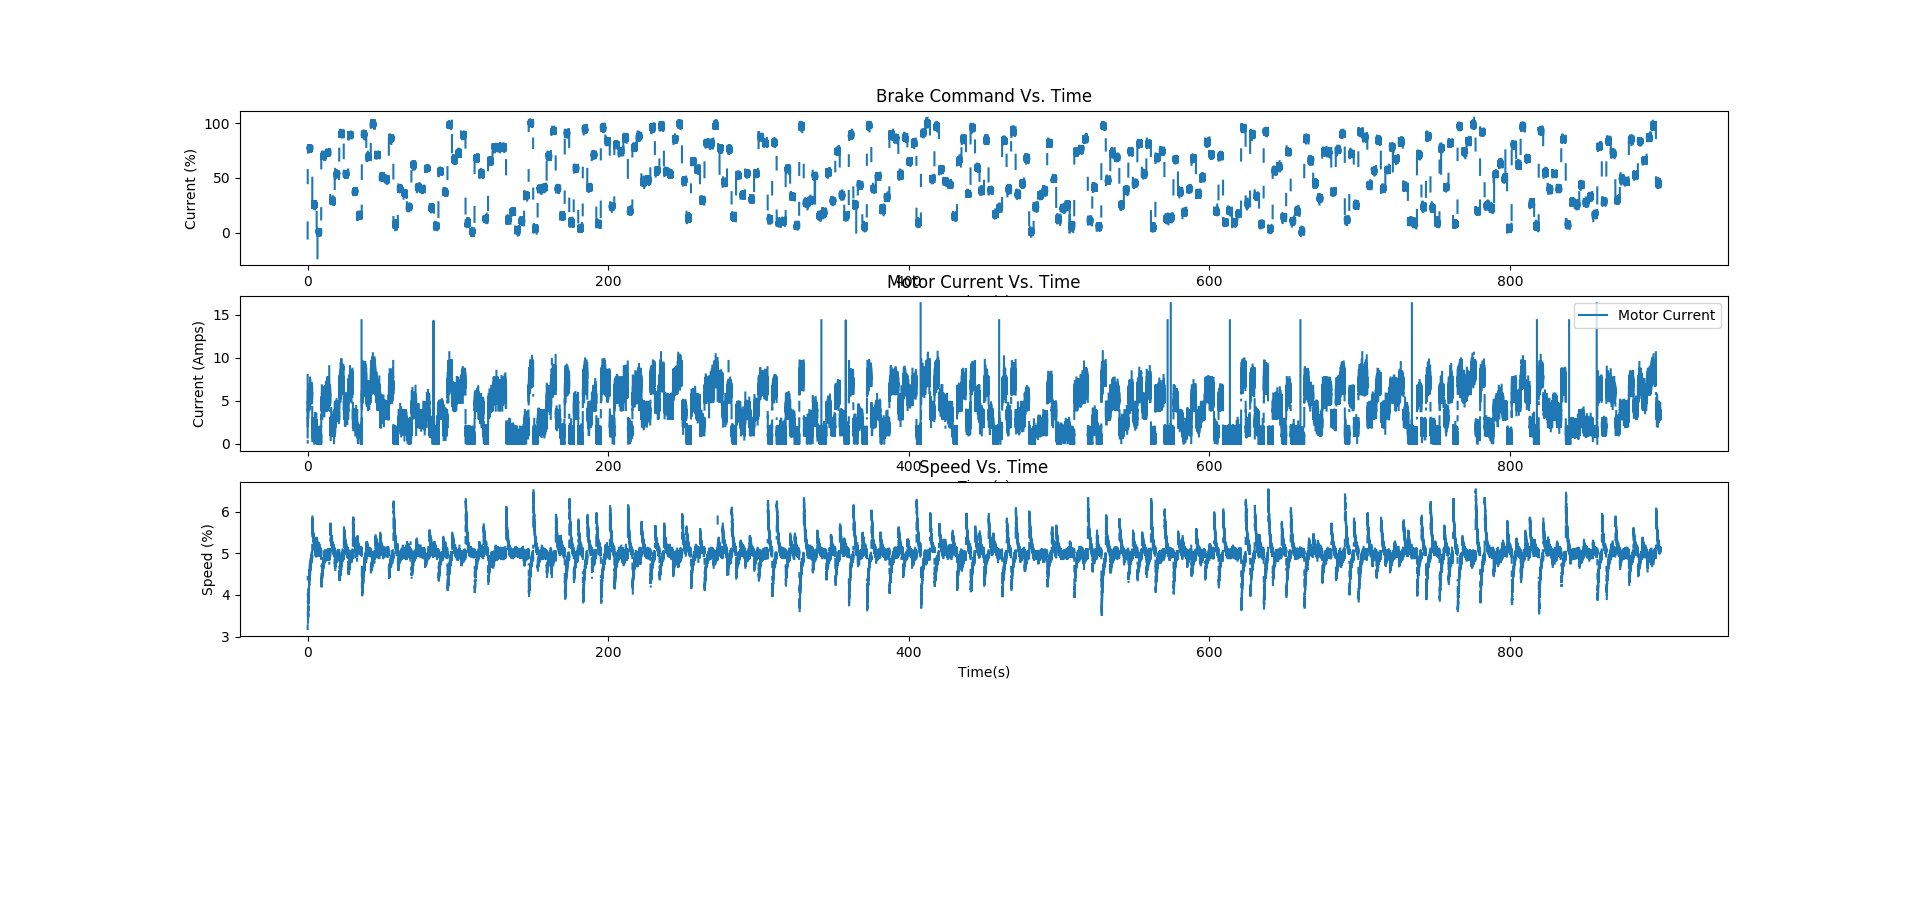 Brake Command Vs. Time
Current (%)
100
50
0
0 200 400 600 800
Motor Current Vs. Time
Current (Amps)
15
10
5
0
Motor Current
0 200 400 600 800
Speed Vs. Time
Speed (%)
6
5
4
3
0 200 400 600 800
Time(s)